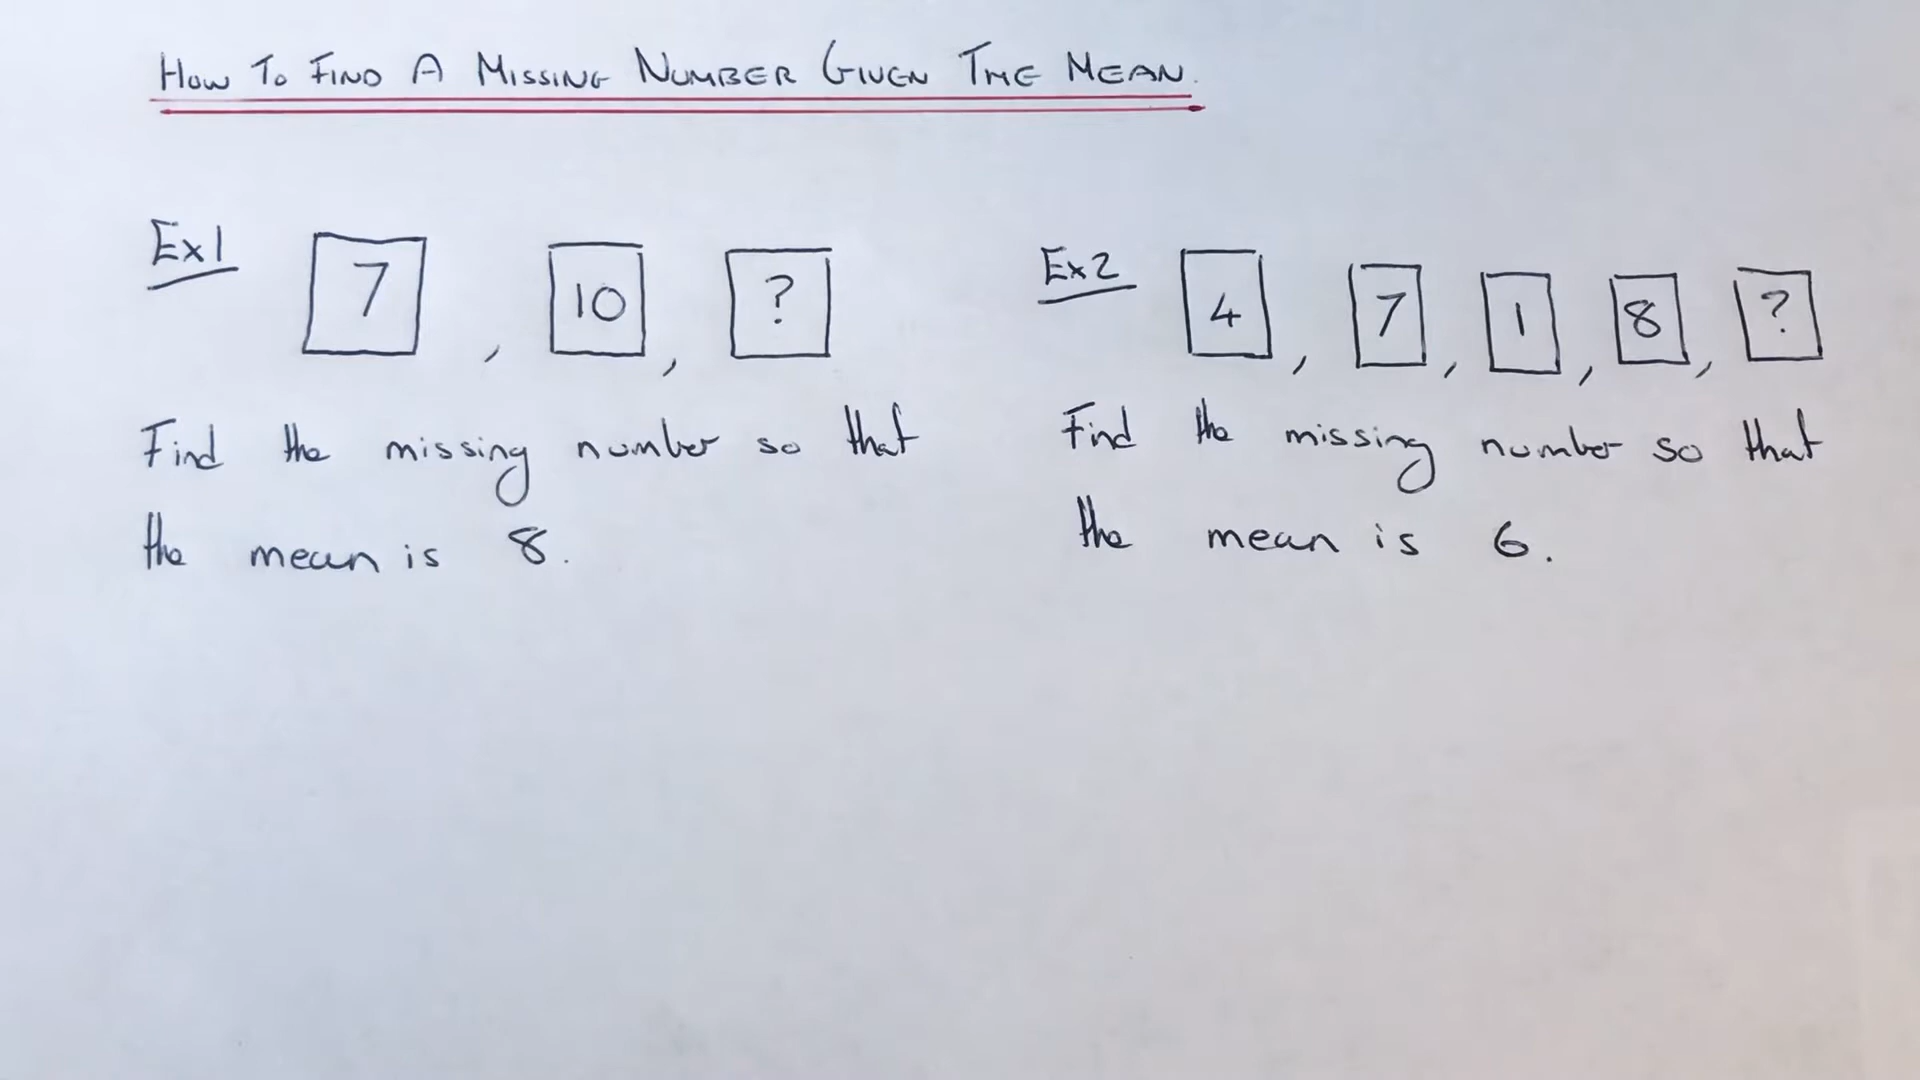 How To Find A Missing Number Given The Mean.
Ex1 7 , 10 , ?
Find the missing number so that
the mean is 8.
Ex2 4 , 7 , 1 , 8 , ?
Find the missing number so that
the mean is 6.